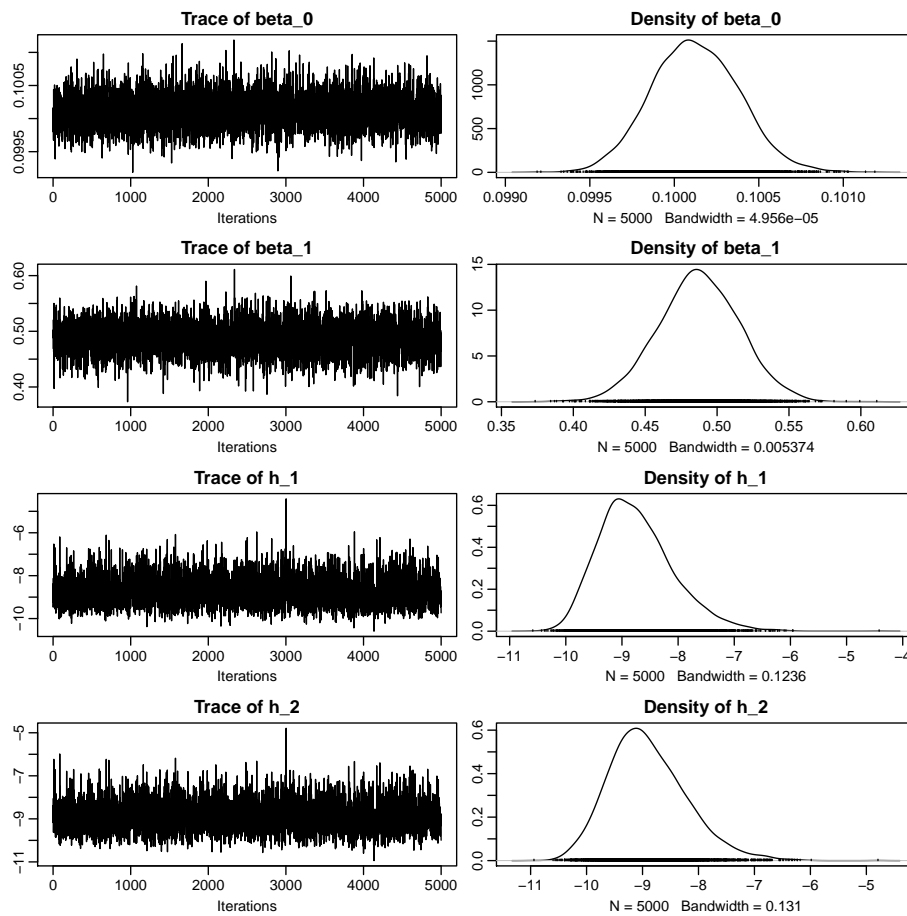 Trace of beta_0
0.0995 0.1005
0 1000 2000 3000 4000 5000
Iterations
Density of beta_0
0 500 1000
0.0990 0.0995 0.1000 0.1005 0.1010
N = 5000 Bandwidth = 4.956e−05
Trace of beta_1
0.40 0.50 0.60
0 1000 2000 3000 4000 5000
Iterations
Density of beta_1
0 5 10 15
0.35 0.40 0.45 0.50 0.55 0.60
N = 5000 Bandwidth = 0.005374
Trace of h_1
−10 −8 −6
0 1000 2000 3000 4000 5000
Iterations
Density of h_1
0.0 0.2 0.4 0.6
−11 −10 −9 −8 −7 −6 −5 −4
N = 5000 Bandwidth = 0.1236
Trace of h_2
−11 −9 −7 −5
0 1000 2000 3000 4000 5000
Iterations
Density of h_2
0.0 0.2 0.4 0.6
−11 −10 −9 −8 −7 −6 −5
N = 5000 Bandwidth = 0.131